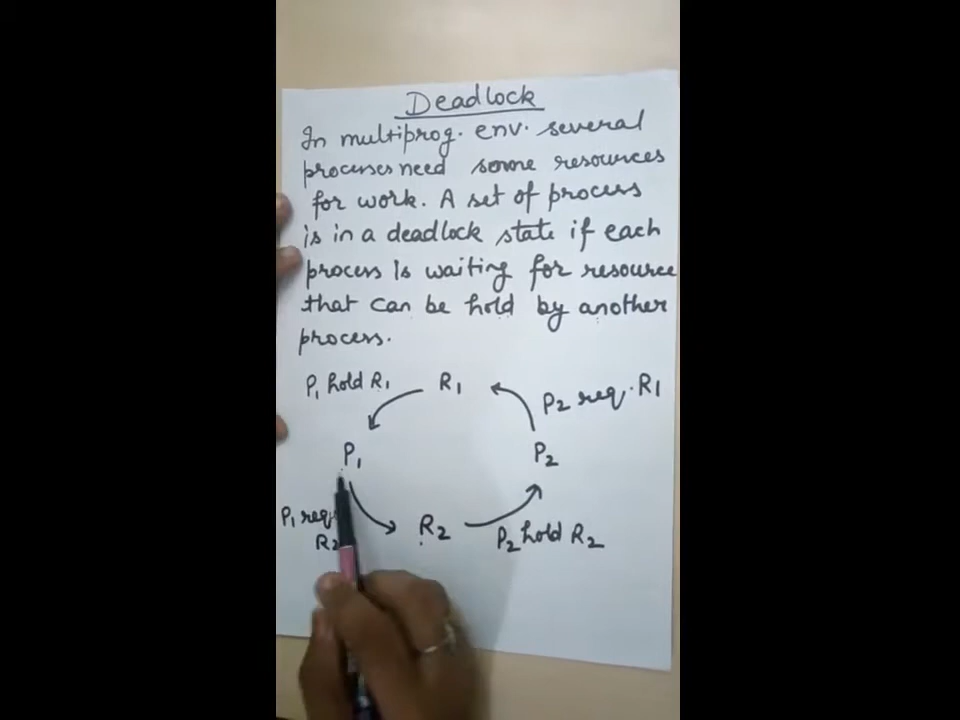 Deadlock
In multiprog. env. several
processes need some resources
for work. A set of process
is in a deadlock state if each
process is waiting for resource
that can be hold by another
process.
P1 hold R1
R1
P2 req. R1
P1
P2
P1 req
R2
R2
P2 hold R2